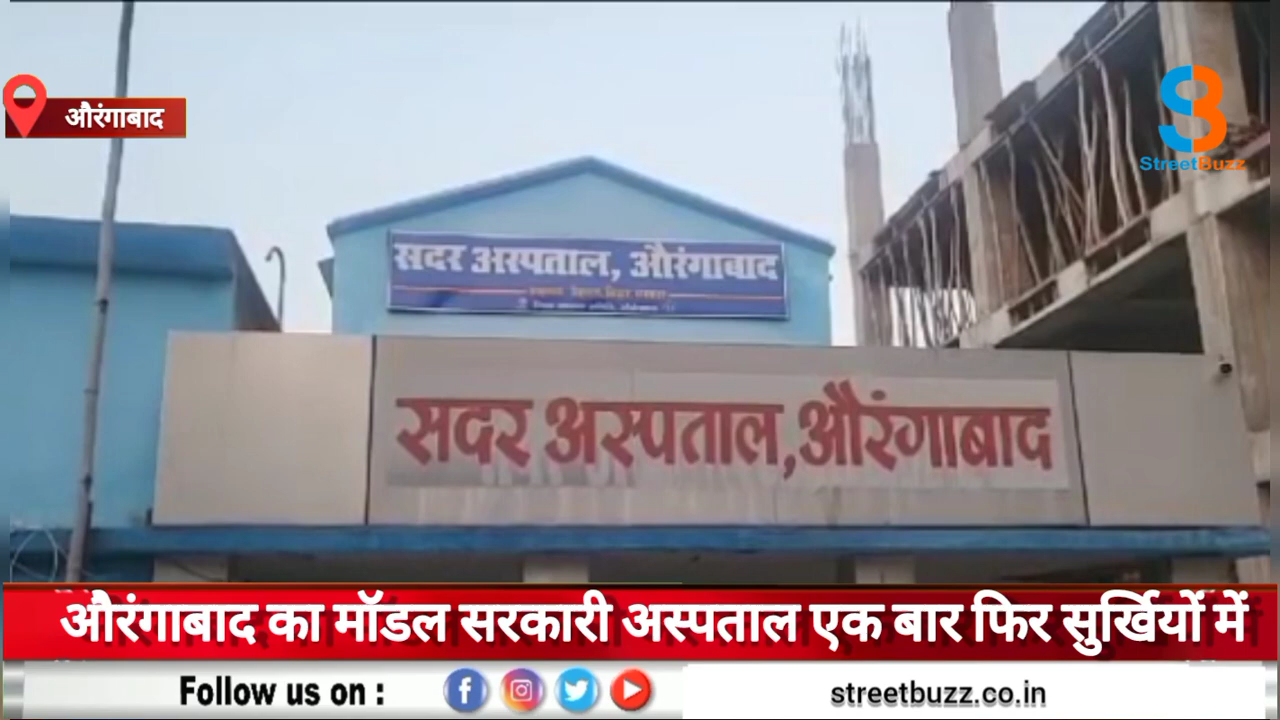 औरंगाबाद
StreetBuzz
सदर अस्पताल, औरंगाबाद
सदर अस्पताल,औरंगाबाद
औरंगाबाद का मॉडल सरकारी अस्पताल एक बार फिर सुर्खियों में
Follow us on :
streetbuzz.co.in